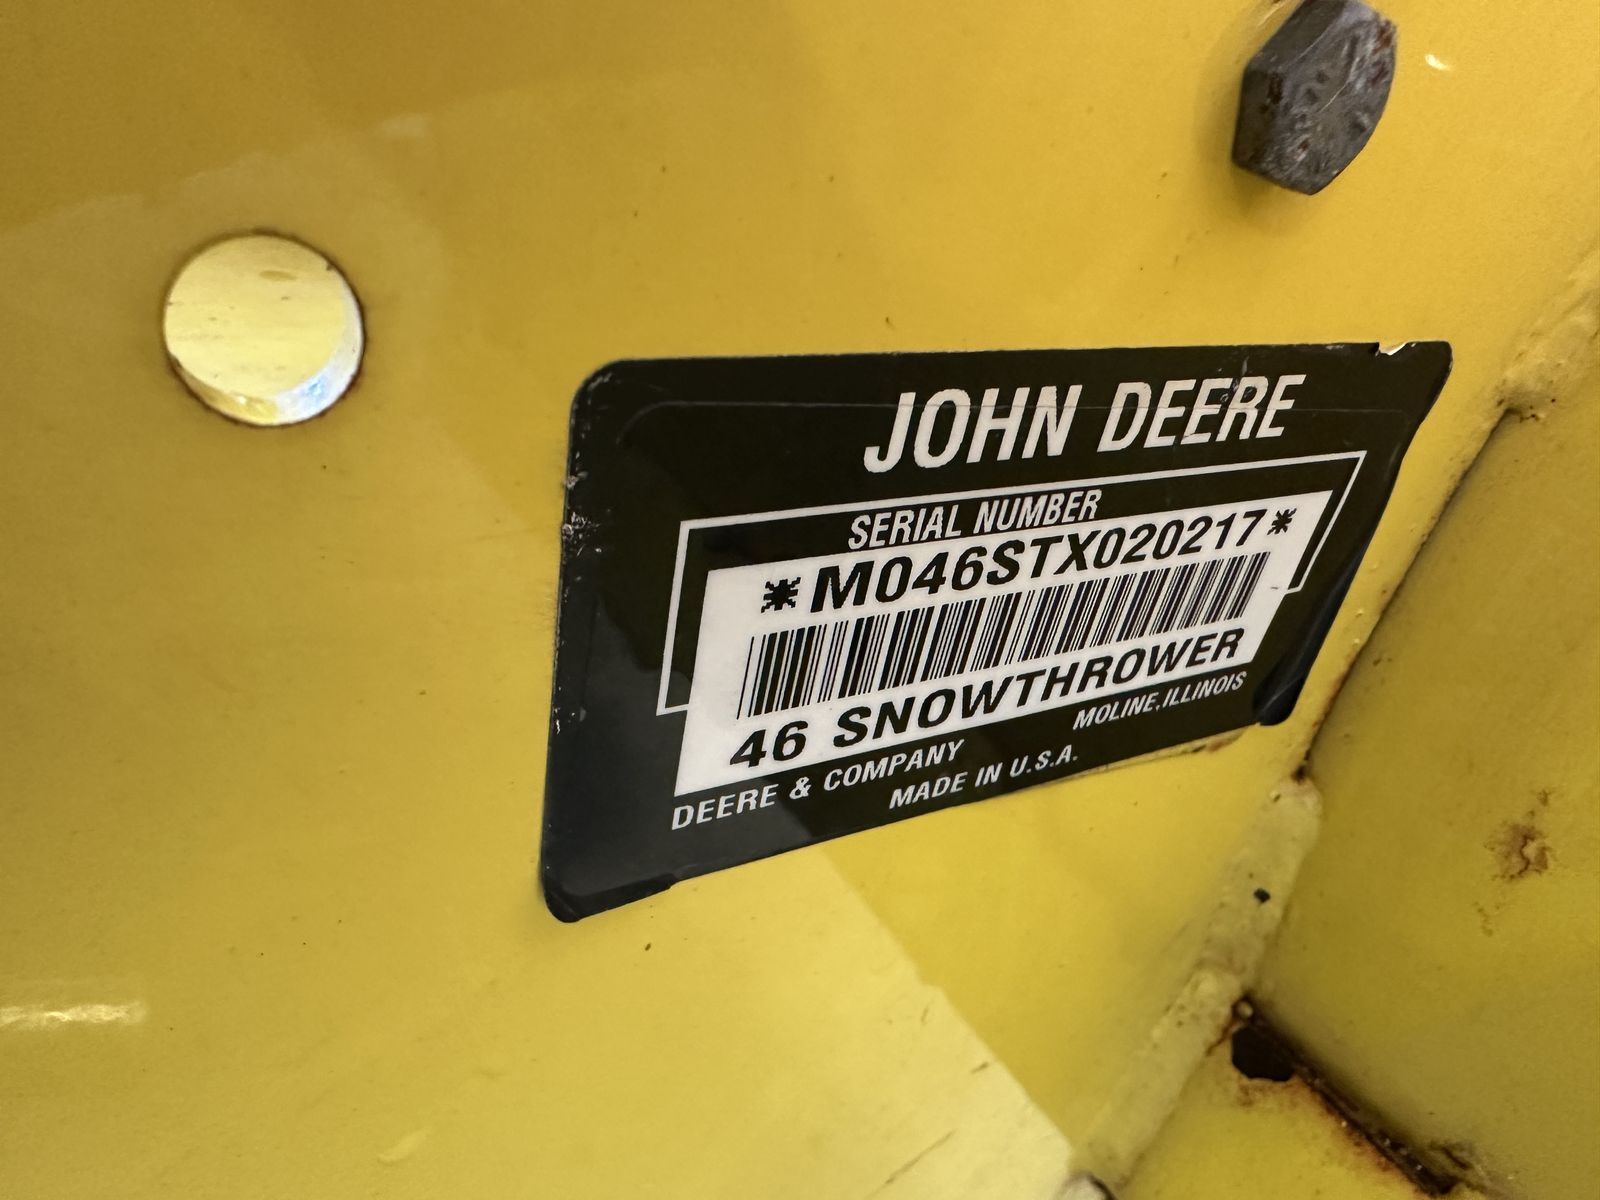 JOHN DEERE
SERIAL NUMBER
*M046STX020217*
46 SNOWTHROWER
DEERE & COMPANY MOLINE, ILLINOIS
MADE IN U.S.A.